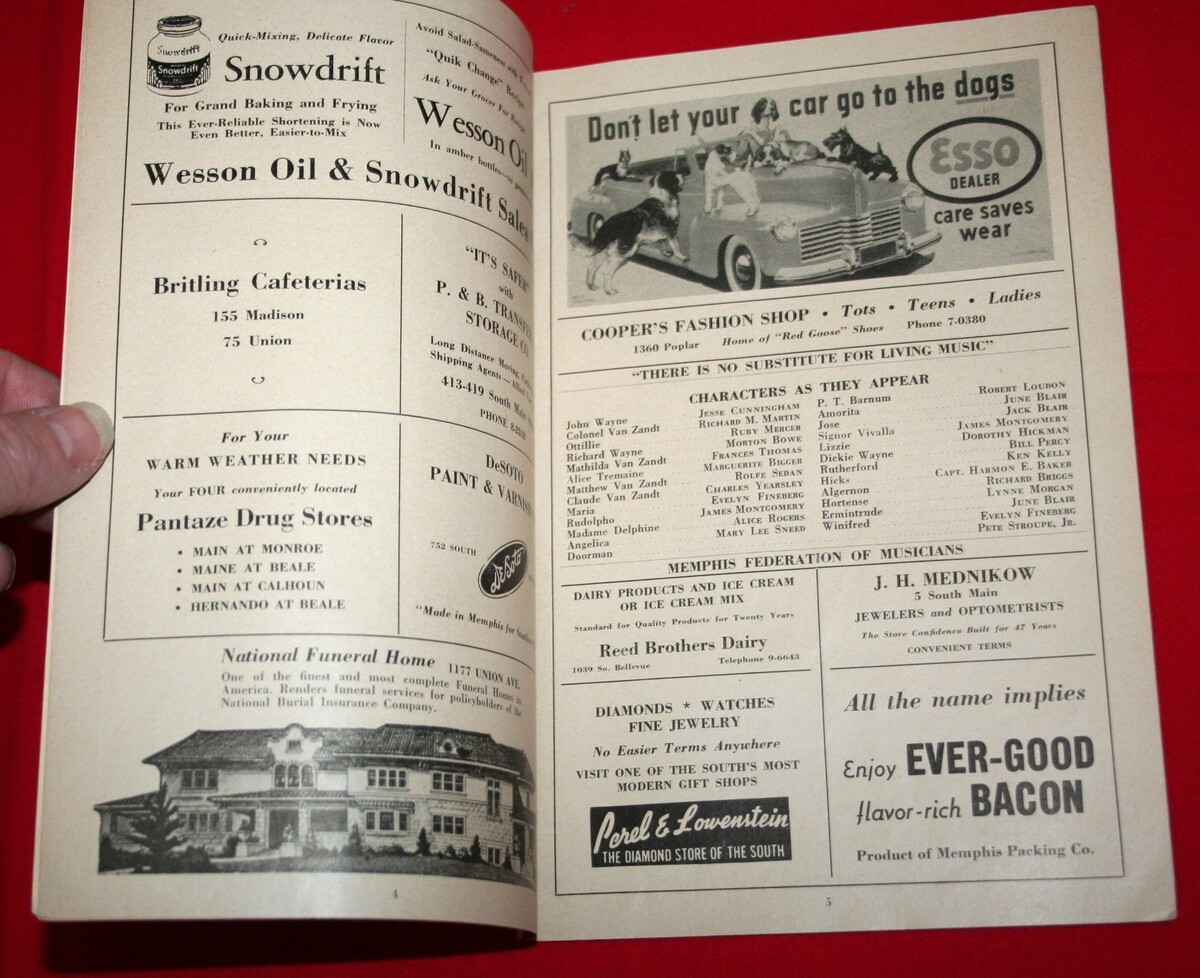 Snowdrift
Snowdrift
Quick-Mixing, Delicate Flavor
Snowdrift
For Grand Baking and Frying
This Ever-Reliable Shortening is Now
Even Better, Easier-to-Mix
Avoid Salad-Sameness with
"Quik Change"
Ask Your Grocer For
Wesson Oil
In amber bottles—to
Wesson Oil & Snowdrift Sales
Britling Cafeterias
155 Madison
75 Union
"IT'S SAFER"
with
P. & B. TRANSFER
STORAGE CO.
Long Distance Moving,
Shipping Agents—
413-419 South Main
PHONE
For Your
WARM WEATHER NEEDS
Your FOUR conveniently located
Pantaze Drug Stores
• MAIN AT MONROE
• MAINE AT BEALE
• MAIN AT CALHOUN
• HERNANDO AT BEALE
DeSOTO
PAINT & VARNISH
752 SOUTH
De Soto
"Made in Memphis for
National Funeral Home 1177 UNION AVE.
One of the finest and most complete Funeral Homes in
America. Renders funeral services for policyholders of the
National Burial Insurance Company.
4
Don't let your car go to the dogs
Esso
DEALER
care saves
wear
COOPER'S FASHION SHOP • Tots • Teens • Ladies
1360 Poplar Home of "Red Goose" Shoes Phone 7-0380
"THERE IS NO SUBSTITUTE FOR LIVING MUSIC"
CHARACTERS AS THEY APPEAR
John Wayne
Colonel Van Zandt
Ottillie
Richard Wayne
Mathilda Van Zandt
Alice Tremaine
Matthew Van Zandt
Claude Van Zandt
Maria
Rudolpho
Madame Delphine
Angelica
Doorman
JESSE CUNNINGHAM
RICHARD M. MARTIN
RUBY MERCER
MORTON BOWE
FRANCES THOMAS
MARGUERITE BIGGER
ROLFE SEDAN
CHARLES YEARSLEY
EVELYN FINEBERG
JAMES MONTGOMERY
ALICE ROGERS
MARY LEE SNEED
P. T. Barnum
Amorita
Jose
Signor Vivalla
Lizzie
Dickie Wayne
Rutherford
Hicks
Algernon
Hortense
Ermintrude
Winifred
ROBERT LOUDON
JUNE BLAIR
JACK BLAIR
JAMES MONTGOMERY
DOROTHY HICKMAN
BILL PERCY
KEN KELLY
CAPT. HARMON E. BAKER
RICHARD BRIGGS
LYNNE MORGAN
JUNE BLAIR
EVELYN FINEBERG
PETE STROUPE, JR.
MEMPHIS FEDERATION OF MUSICIANS
DAIRY PRODUCTS AND ICE CREAM
OR ICE CREAM MIX
Standard for Quality Products for Twenty Years
Reed Brothers Dairy
1039 So. Bellevue Telephone 9-6643
J. H. MEDNIKOW
5 South Main
JEWELERS and OPTOMETRISTS
The Store Confidence Built for 47 Years
CONVENIENT TERMS
DIAMONDS * WATCHES
FINE JEWELRY
No Easier Terms Anywhere
VISIT ONE OF THE SOUTH'S MOST
MODERN GIFT SHOPS
Perel & Lowenstein
THE DIAMOND STORE OF THE SOUTH
All the name implies
Enjoy EVER-GOOD
flavor-rich BACON
Product of Memphis Packing Co.
5